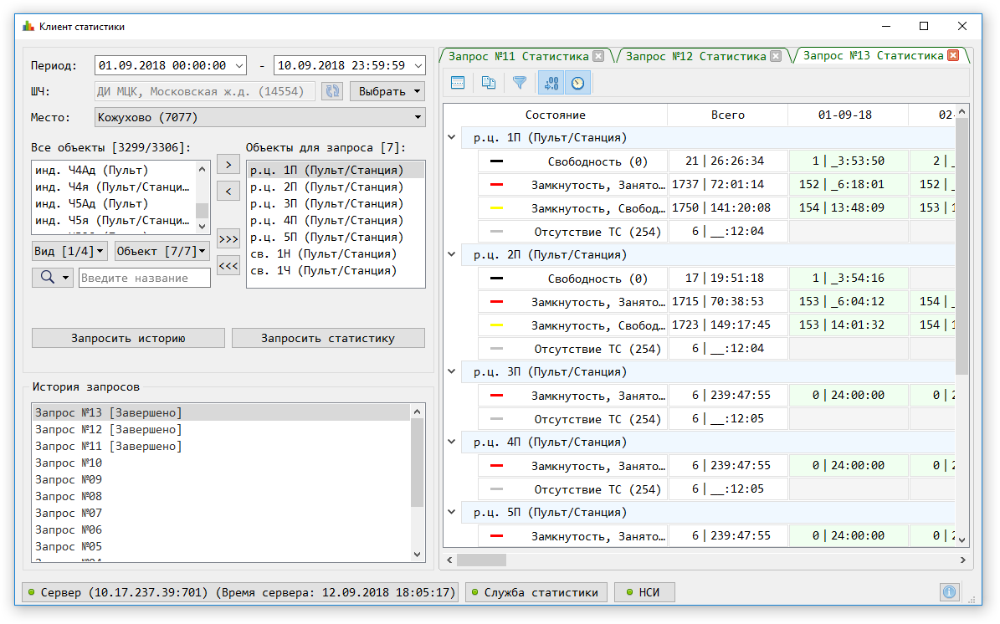 Клиент статистики
Период: 01.09.2018 00:00:00 - 10.09.2018 23:59:59
ШЧ: ДИ МЦК, Московская ж.д. (14554) Выбрать
Место: Кожухово (7077)
Все объекты [3299/3306]:
инд. Ч4Ад (Пульт)
инд. Ч4я (Пульт/Станци…
инд. Ч5Ад (Пульт)
инд. Ч5я (Пульт/Станци…
Вид [1/4] Объект [7/7]
Введите название
>
<
>>>
<<<
Объекты для запроса [7]:
р.ц. 1П (Пульт/Станция)
р.ц. 2П (Пульт/Станция)
р.ц. 3П (Пульт/Станция)
р.ц. 4П (Пульт/Станция)
р.ц. 5П (Пульт/Станция)
св. 1Н (Пульт/Станция)
св. 1Ч (Пульт/Станция)
Запросить историю Запросить статистику
История запросов
Запрос №13 [Завершено]
Запрос №12 [Завершено]
Запрос №11 [Завершено]
Запрос №10
Запрос №09
Запрос №08
Запрос №07
Запрос №06
Запрос №05
Запрос №11 Статистика Запрос №12 Статистика Запрос №13 Статистика
Состояние Всего 01-09-18 02-
р.ц. 1П (Пульт/Станция)
Свободность (0) 21 | 26:26:34 1 | _3:53:50 2 | _
Замкнутость, Занято… 1737 | 72:01:14 152 | _6:18:01 152 | _
Замкнутость, Свобод… 1750 | 141:20:08 154 | 13:48:09 153 | 1
Отсутствие ТС (254) 6 | __:12:04
р.ц. 2П (Пульт/Станция)
Свободность (0) 17 | 19:51:18 1 | _3:54:16
Замкнутость, Занято… 1715 | 70:38:53 153 | _6:04:12 154 | _
Замкнутость, Свобод… 1723 | 149:17:45 153 | 14:01:32 154 | 1
Отсутствие ТС (254) 6 | __:12:04
р.ц. 3П (Пульт/Станция)
Замкнутость, Занято… 6 | 239:47:55 0 | 24:00:00 0 | 2
Отсутствие ТС (254) 6 | __:12:05
р.ц. 4П (Пульт/Станция)
Замкнутость, Занято… 6 | 239:47:55 0 | 24:00:00 0 | 2
Отсутствие ТС (254) 6 | __:12:05
р.ц. 5П (Пульт/Станция)
Замкнутость, Занято… 6 | 239:47:55 0 | 24:00:00 0 | 2
Сервер (10.17.237.39:701) (Время сервера: 12.09.2018 18:05:17) Служба статистики НСИ